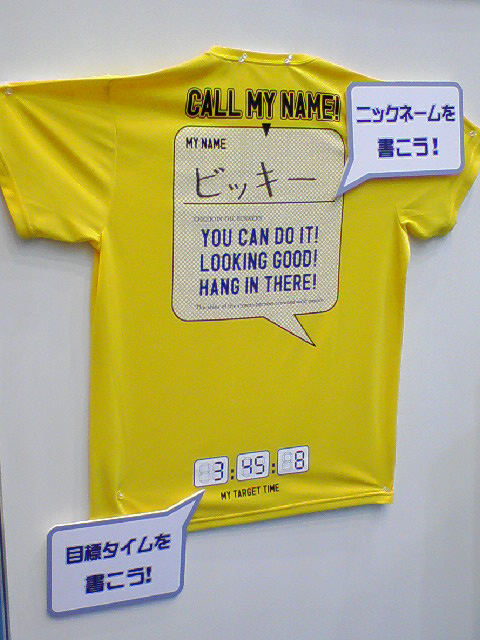 CALL MY NAME!
ニックネームを
書こう!
MY NAME
ビッキー
YOU CAN DO IT!
LOOKING GOOD!
HANG IN THERE!
3:45:8
MY TARGET TIME
目標タイムを
書こう!